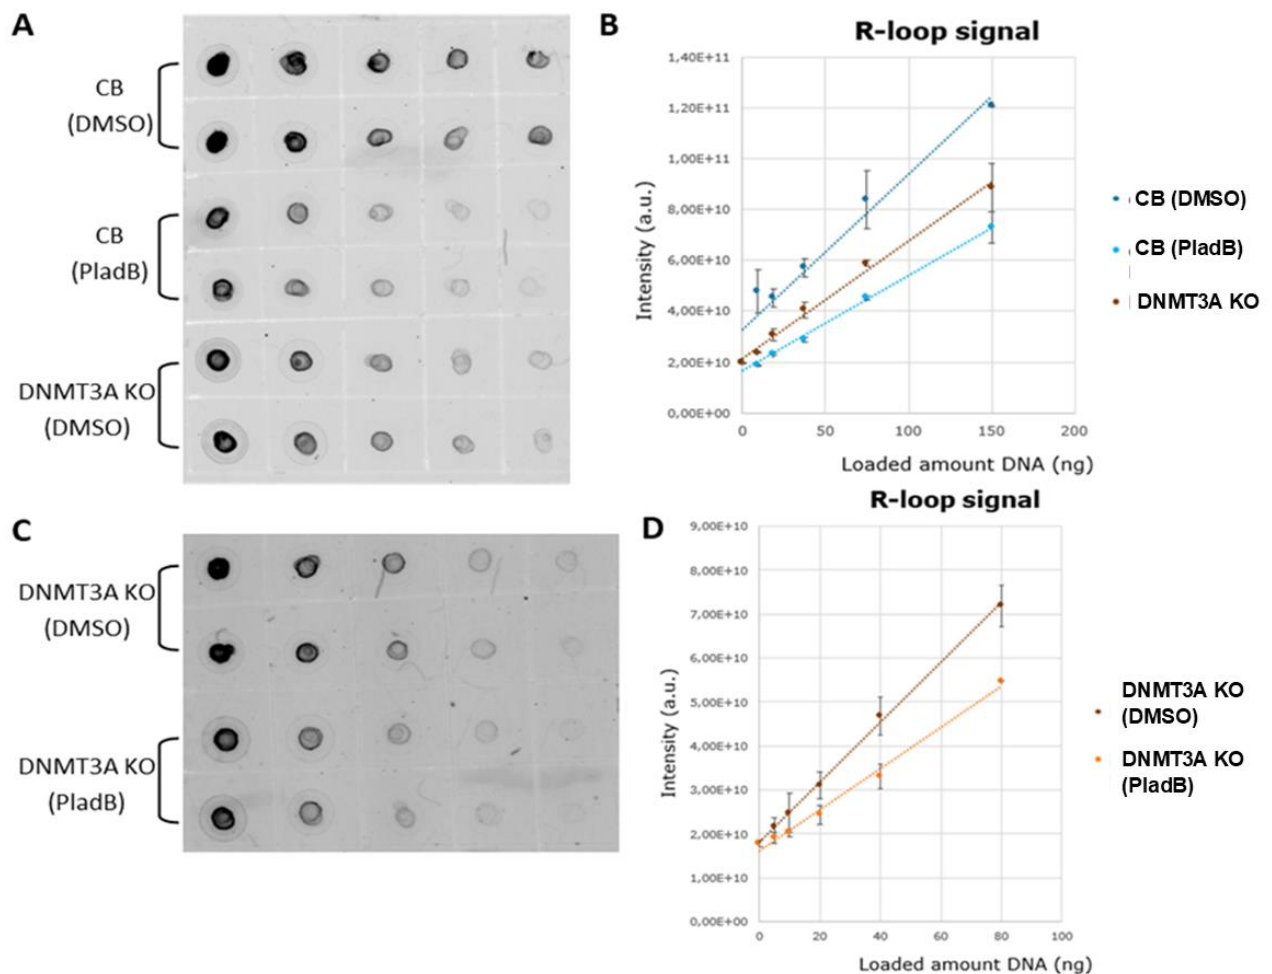 A
CB
(DMSO)
CB
(PladB)
DNMT3A KO
(DMSO)
B
R-loop signal
1,40E+11
1,20E+11
1,00E+11
8,00E+10
6,00E+10
4,00E+10
2,00E+10
0,00E+00
Intensity (a.u.)
0 50 100 150 200
Loaded amount DNA (ng)
CB (DMSO)
CB (PladB)
DNMT3A KO
C
DNMT3A KO
(DMSO)
DNMT3A KO
(PladB)
D
R-loop signal
9,00E+10
8,00E+10
7,00E+10
6,00E+10
5,00E+10
4,00E+10
3,00E+10
2,00E+10
1,00E+10
0,00E+00
Intensity (a.u.)
0 20 40 60 80 100
Loaded amount DNA (ng)
DNMT3A KO
(DMSO)
DNMT3A KO
(PladB)